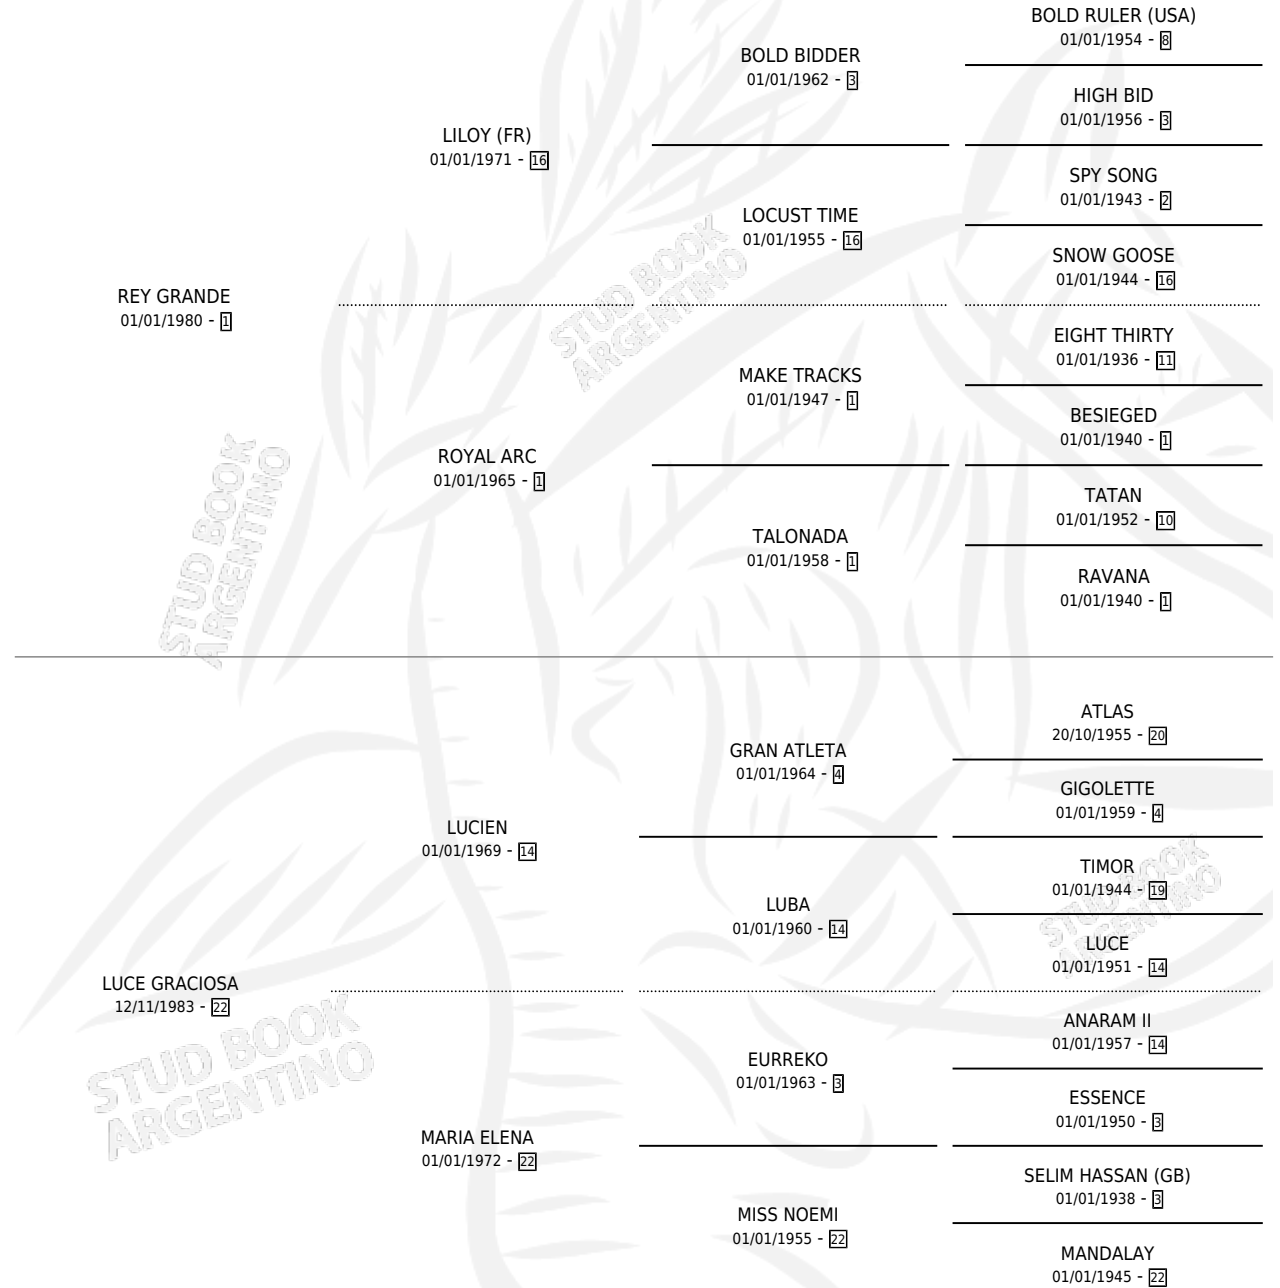 BOLD RULER (USA)
01/01/1954 - 8
BOLD BIDDER
01/01/1962 - 3
HIGH BID
01/01/1956 - 3
LILOY (FR)
01/01/1971 - 16
SPY SONG
01/01/1943 - 2
LOCUST TIME
01/01/1955 - 16
SNOW GOOSE
01/01/1944 - 16
REY GRANDE
01/01/1980 - 1
EIGHT THIRTY
01/01/1936 - 11
MAKE TRACKS
01/01/1947 - 1
BESIEGED
01/01/1940 - 1
ROYAL ARC
01/01/1965 - 1
TATAN
01/01/1952 - 10
TALONADA
01/01/1958 - 1
RAVANA
01/01/1940 - 1
STUD BOOK
ARGENTINO
STUD BOOK
ARGENTINO
ATLAS
20/10/1955 - 20
GRAN ATLETA
01/01/1964 - 4
GIGOLETTE
01/01/1959 - 4
LUCIEN
01/01/1969 - 14
TIMOR
01/01/1944 - 19
LUBA
01/01/1960 - 14
LUCE
01/01/1951 - 14
LUCE GRACIOSA
12/11/1983 - 22
ANARAM II
01/01/1957 - 14
EURREKO
01/01/1963 - 3
ESSENCE
01/01/1950 - 3
MARIA ELENA
01/01/1972 - 22
SELIM HASSAN (GB)
01/01/1938 - 3
MISS NOEMI
01/01/1955 - 22
MANDALAY
01/01/1945 - 22
STUD BOOK
ARGENTINO
STUD BOOK
ARGENTINO